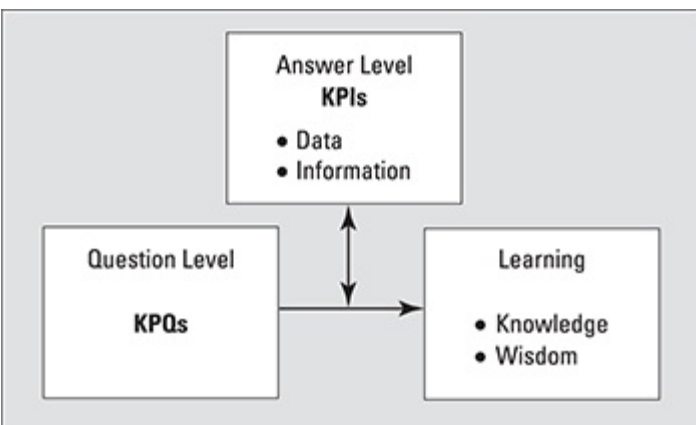 Answer Level
KPIs
• Data
• Information
Question Level
KPQs
Learning
• Knowledge
• Wisdom